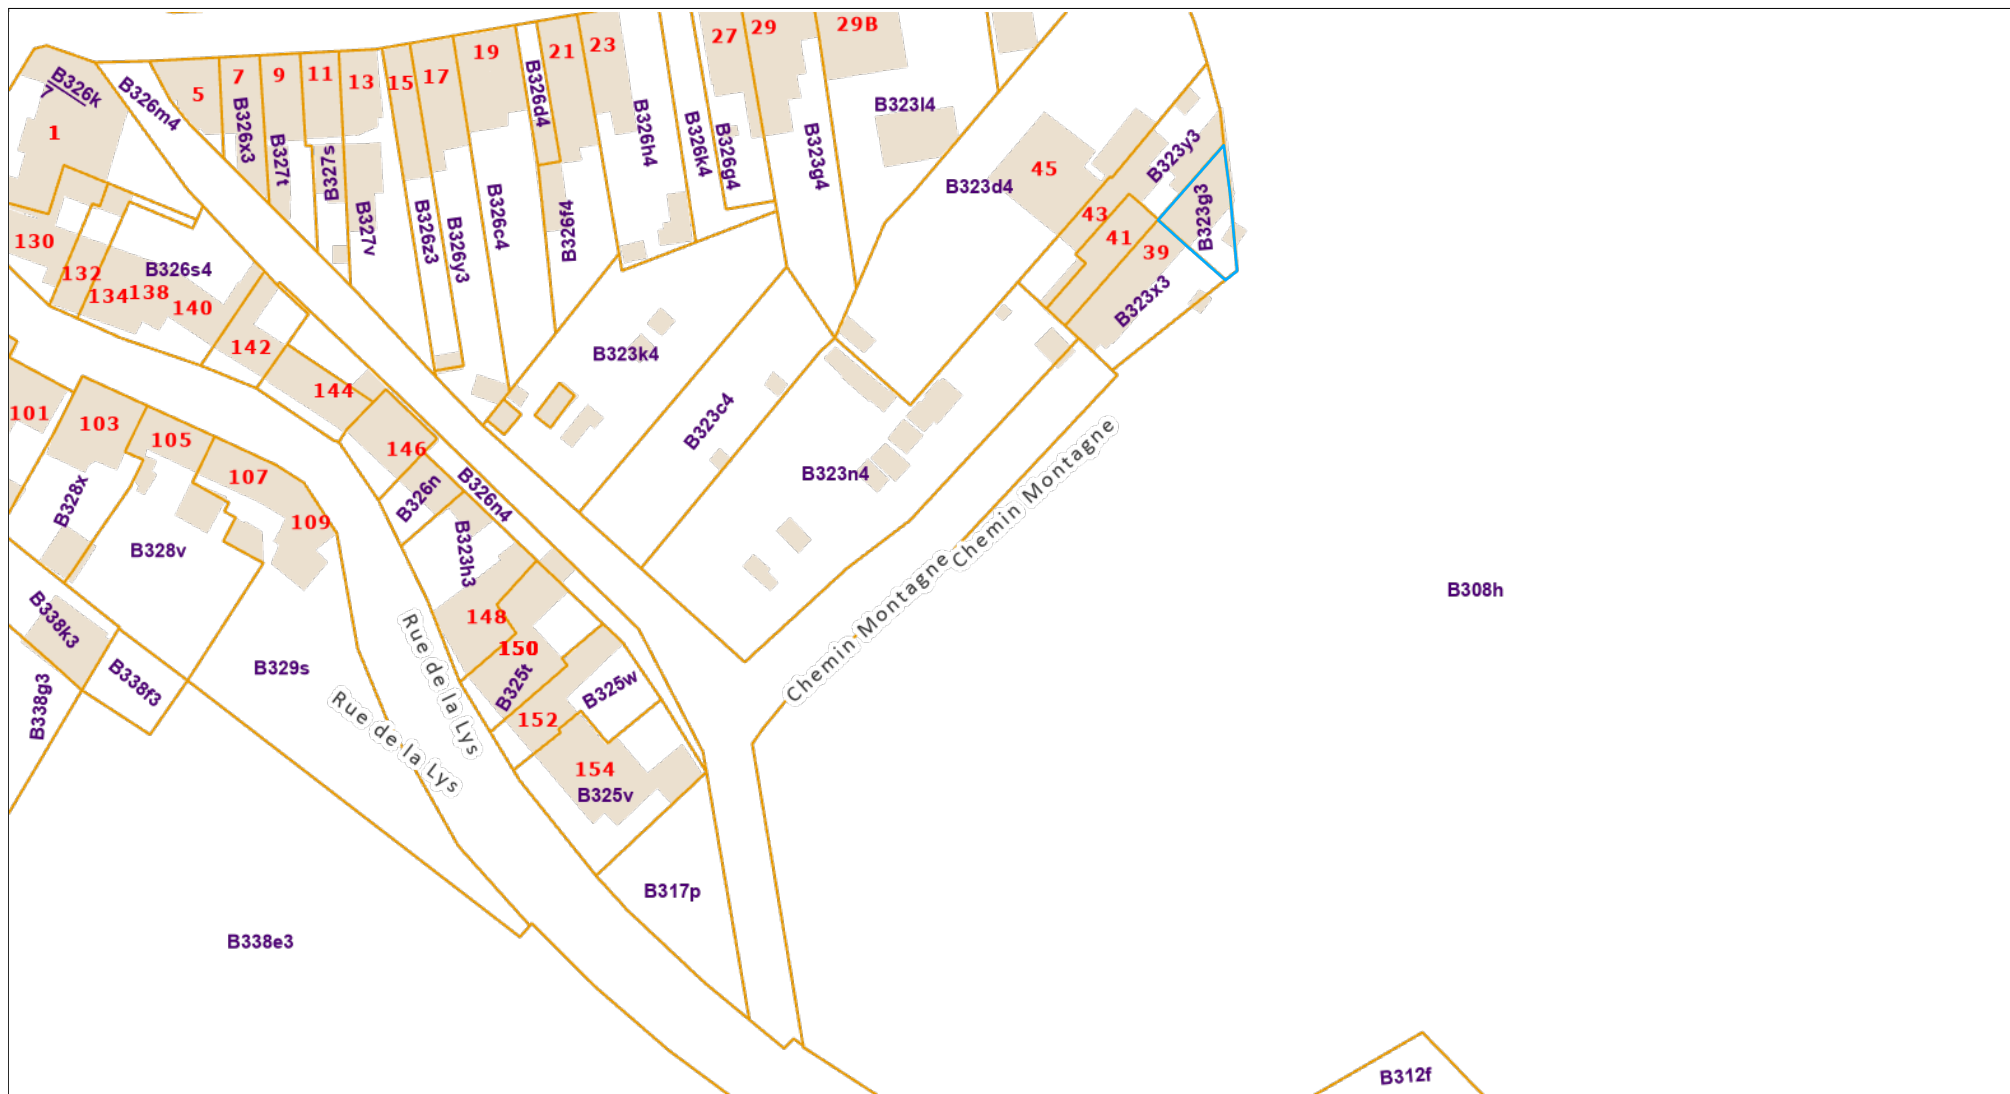 B326k
7
1
B326m4
5
7
9
11
13
15
17
19
21
23
27
29
29B
B326x3
B327t
B327s
B327v
B326z3
B326y3
B326c4
B326d4
B326f4
B326h4
B326k4
B326g4
B323g4
B323l4
B323d4
45
43
41
39
B323y3
B323g3
B323x3
130
132
134
138
140
B326s4
142
144
146
B326n
B326n4
B323k4
B323c4
B323n4
Chemin Montagne
Chemin Montagne
101
103
105
107
109
B328x
B328v
B323h3
148
150
B325t
B325w
152
154
B325v
B338k3
B338f3
B338g3
B329s
Rue de la Lys
Rue de la Lys
B308h
B317p
B338e3
B312f